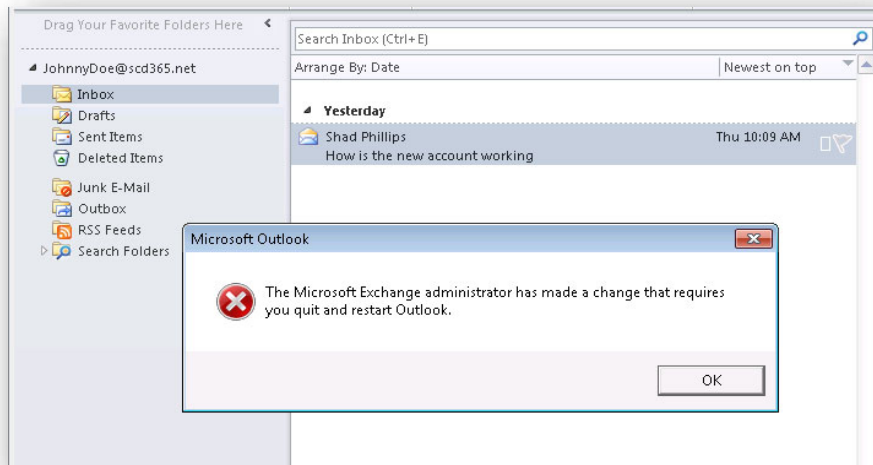 Drag Your Favorite Folders Here
JohnnyDoe@scd365.net
Inbox
Drafts
Sent Items
Deleted Items
Junk E-Mail
Outbox
RSS Feeds
Search Folders
Search Inbox (Ctrl+E)
Arrange By: Date Newest on top
Yesterday
Shad Phillips Thu 10:09 AM
How is the new account working
Microsoft Outlook
The Microsoft Exchange administrator has made a change that requires
you quit and restart Outlook.
OK